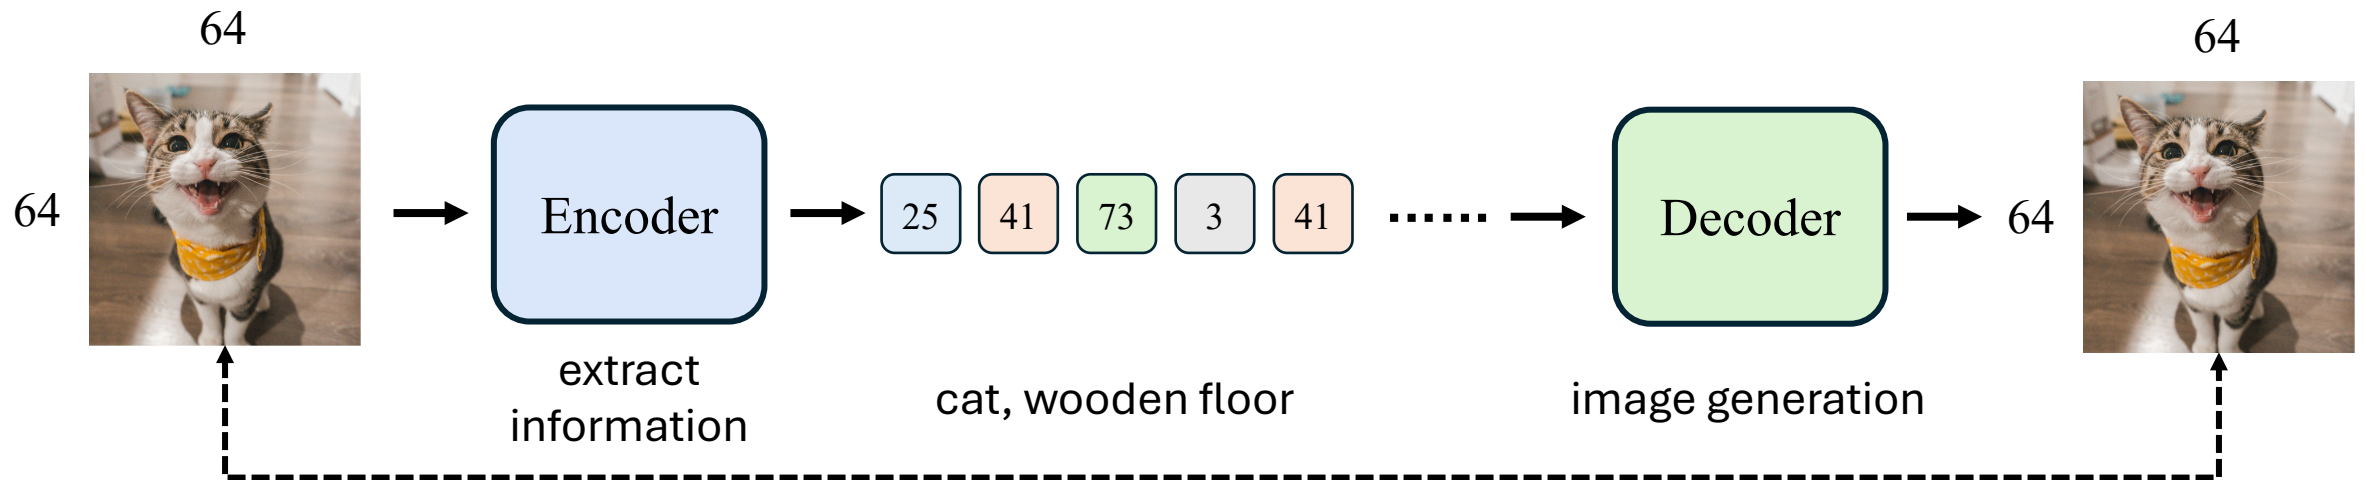 64
64
Encoder
extract
information
25 41 73 3 41 ......
cat, wooden floor
Decoder
image generation
64
64